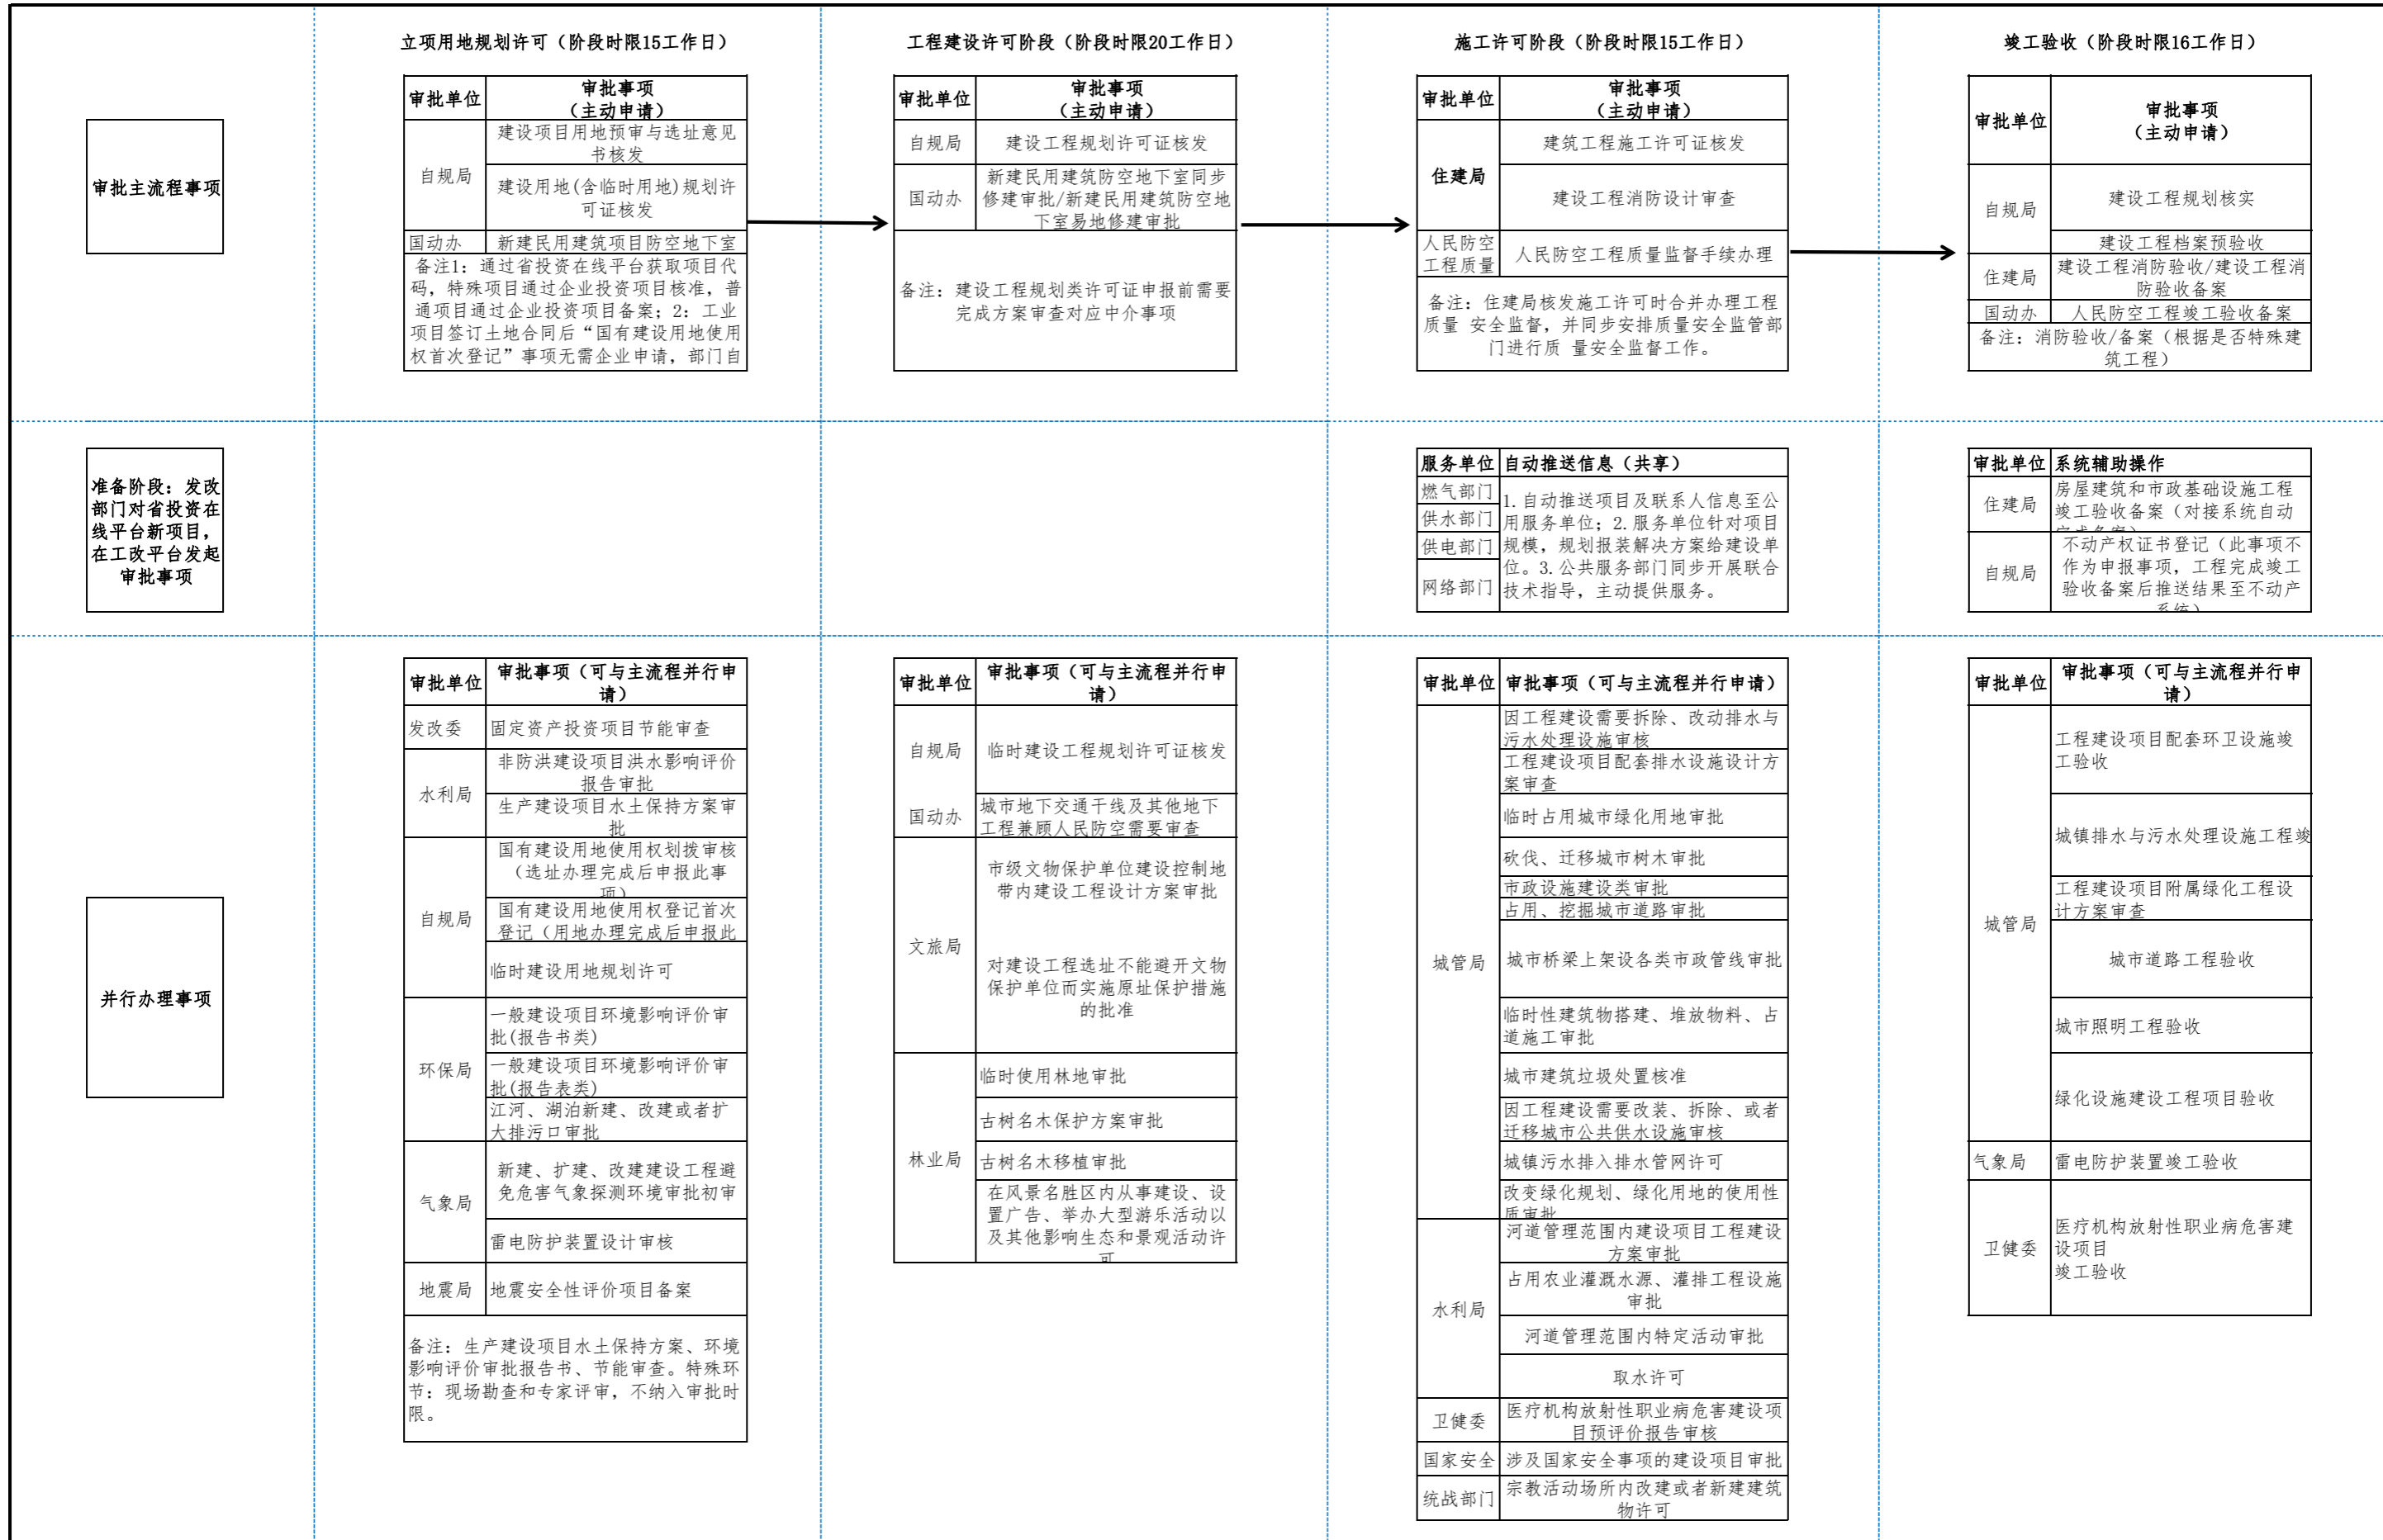 立项用地规划许可（阶段时限15工作日）
工程建设许可阶段（阶段时限20工作日）
施工许可阶段（阶段时限15工作日）
竣工验收（阶段时限16工作日）
审批主流程事项
审批单位
审批事项
（主动申请）
自规局
建设项目用地预审与选址意见
书核发
建设用地(含临时用地)规划许
可证核发
国动办
新建民用建筑项目防空地下室
备注1：通过省投资在线平台获取项目代
码，特殊项目通过企业投资项目核准，普
通项目通过企业投资项目备案；2：工业
项目签订土地合同后“国有建设用地使用
权首次登记”事项无需企业申请，部门自
审批单位
审批事项
（主动申请）
自规局
建设工程规划许可证核发
国动办
新建民用建筑防空地下室同步
修建审批/新建民用建筑防空地
下室易地修建审批
备注：建设工程规划类许可证申报前需要
完成方案审查对应中介事项
审批单位
审批事项
（主动申请）
住建局
建筑工程施工许可证核发
建设工程消防设计审查
人民防空
工程质量
人民防空工程质量监督手续办理
备注：住建局核发施工许可时合并办理工程
质量 安全监督，并同步安排质量安全监管部
门进行质 量安全监督工作。
审批单位
审批事项
（主动申请）
自规局
建设工程规划核实
建设工程档案预验收
住建局
建设工程消防验收/建设工程消
防验收备案
国动办
人民防空工程竣工验收备案
备注：消防验收/备案（根据是否特殊建
筑工程）
准备阶段：发改
部门对省投资在
线平台新项目，
在工改平台发起
审批事项
服务单位
自动推送信息（共享）
燃气部门
供水部门
供电部门
网络部门
1.自动推送项目及联系人信息至公
用服务单位；2.服务单位针对项目
规模，规划报装解决方案给建设单
位。3.公共服务部门同步开展联合
技术指导，主动提供服务。
审批单位
系统辅助操作
住建局
房屋建筑和市政基础设施工程
竣工验收备案（对接系统自动
完成备案）
自规局
不动产权证书登记（此事项不
作为申报事项，工程完成竣工
验收备案后推送结果至不动产
系统）
并行办理事项
审批单位
审批事项（可与主流程并行申
请）
发改委
固定资产投资项目节能审查
水利局
非防洪建设项目洪水影响评价
报告审批
生产建设项目水土保持方案审
批
自规局
国有建设用地使用权划拨审核
（选址办理完成后申报此事
项）
国有建设用地使用权登记首次
登记（用地办理完成后申报此
临时建设用地规划许可
环保局
一般建设项目环境影响评价审
批(报告书类)
一般建设项目环境影响评价审
批(报告表类)
江河、湖泊新建、改建或者扩
大排污口审批
气象局
新建、扩建、改建建设工程避
免危害气象探测环境审批初审
雷电防护装置设计审核
地震局
地震安全性评价项目备案
备注：生产建设项目水土保持方案、环境
影响评价审批报告书、节能审查。特殊环
节：现场勘查和专家评审，不纳入审批时
限。
审批单位
审批事项（可与主流程并行申
请）
自规局
临时建设工程规划许可证核发
国动办
城市地下交通干线及其他地下
工程兼顾人民防空需要审查
文旅局
市级文物保护单位建设控制地
带内建设工程设计方案审批
对建设工程选址不能避开文物
保护单位而实施原址保护措施
的批准
林业局
临时使用林地审批
古树名木保护方案审批
古树名木移植审批
在风景名胜区内从事建设、设
置广告、举办大型游乐活动以
及其他影响生态和景观活动许
可
审批单位
审批事项（可与主流程并行申请）
城管局
因工程建设需要拆除、改动排水与
污水处理设施审核
工程建设项目配套排水设施设计方
案审查
临时占用城市绿化用地审批
砍伐、迁移城市树木审批
市政设施建设类审批
占用、挖掘城市道路审批
城市桥梁上架设各类市政管线审批
临时性建筑物搭建、堆放物料、占
道施工审批
城市建筑垃圾处置核准
因工程建设需要改装、拆除、或者
迁移城市公共供水设施审核
城镇污水排入排水管网许可
改变绿化规划、绿化用地的使用性
质审批
水利局
河道管理范围内建设项目工程建设
方案审批
占用农业灌溉水源、灌排工程设施
审批
河道管理范围内特定活动审批
取水许可
卫健委
医疗机构放射性职业病危害建设项
目预评价报告审核
国家安全
涉及国家安全事项的建设项目审批
统战部门
宗教活动场所内改建或者新建建筑
物许可
审批单位
审批事项（可与主流程并行申
请）
城管局
工程建设项目配套环卫设施竣
工验收
城镇排水与污水处理设施工程竣
工程建设项目附属绿化工程设
计方案审查
城市道路工程验收
城市照明工程验收
绿化设施建设工程项目验收
气象局
雷电防护装置竣工验收
卫健委
医疗机构放射性职业病危害建
设项目
竣工验收